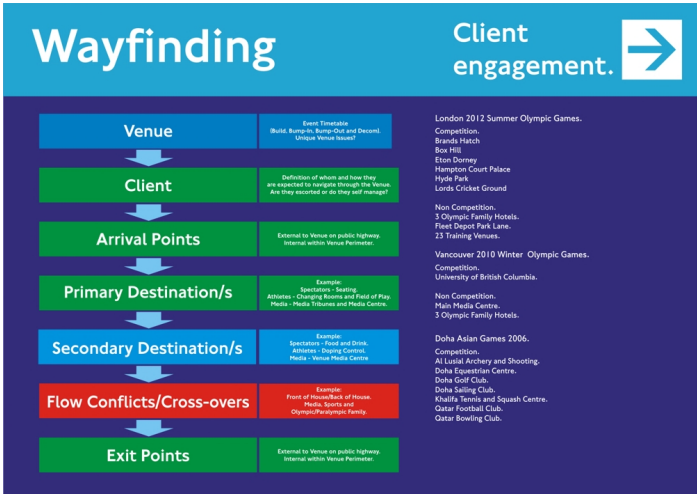 Wayfinding
Client
engagement.
Venue
Event Timetable
(Build, Bump-In, Bump-Out and Decom).
Unique Venue Issues?
Client
Definition of whom and how they
are expected to navigate through the Venue.
Are they escorted or do they self manage?
Arrival Points
External to Venue on public highway.
Internal within Venue Perimeter.
Primary Destination/s
Example:
Spectators - Seating.
Athletes - Changing Rooms and Field of Play.
Media - Media Tribunes and Media Centre.
Secondary Destination/s
Example:
Spectators - Food and Drink.
Athletes - Doping Control.
Media - Venue Media Centre
Flow Conflicts/Cross-overs
Example:
Front of House/Back of House.
Media, Sports and
Olympic/Paralympic Family.
Exit Points
External to Venue on public highway.
Internal within Venue Perimeter.
London 2012 Summer Olympic Games.
Competition.
Brands Hatch
Box Hill
Eton Dorney
Hampton Court Palace
Hyde Park
Lords Cricket Ground
Non Competition.
3 Olympic Family Hotels.
Fleet Depot Park Lane.
23 Training Venues.
Vancouver 2010 Winter Olympic Games.
Competition.
University of British Columbia.
Non Competition.
Main Media Centre.
3 Olympic Family Hotels.
Doha Asian Games 2006.
Competition.
Al Lusial Archery and Shooting.
Doha Equestrian Centre.
Doha Golf Club.
Doha Sailing Club.
Khalifa Tennis and Squash Centre.
Qatar Football Club.
Qatar Bowling Club.